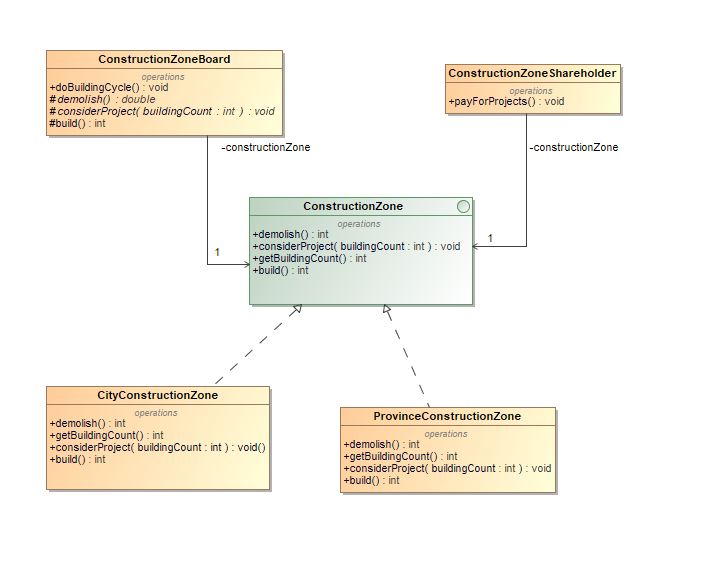 ConstructionZoneBoard
operations
+doBuildingCycle() : void
#demolish() : double
#considerProject( buildingCount : int ) : void
#build() : int
ConstructionZoneShareholder
operations
+payForProjects() : void
-constructionZone
-constructionZone
ConstructionZone
operations
+demolish() : int
+considerProject( buildingCount : int ) : void
+getBuildingCount() : int
+build() : int
1
1
CityConstructionZone
operations
+demolish() : int
+getBuildingCount() : int
+considerProject( buildingCount : int ) : void()
+build() : int
ProvinceConstructionZone
operations
+demolish() : int
+getBuildingCount() : int
+considerProject( buildingCount : int ) : void
+build() : int